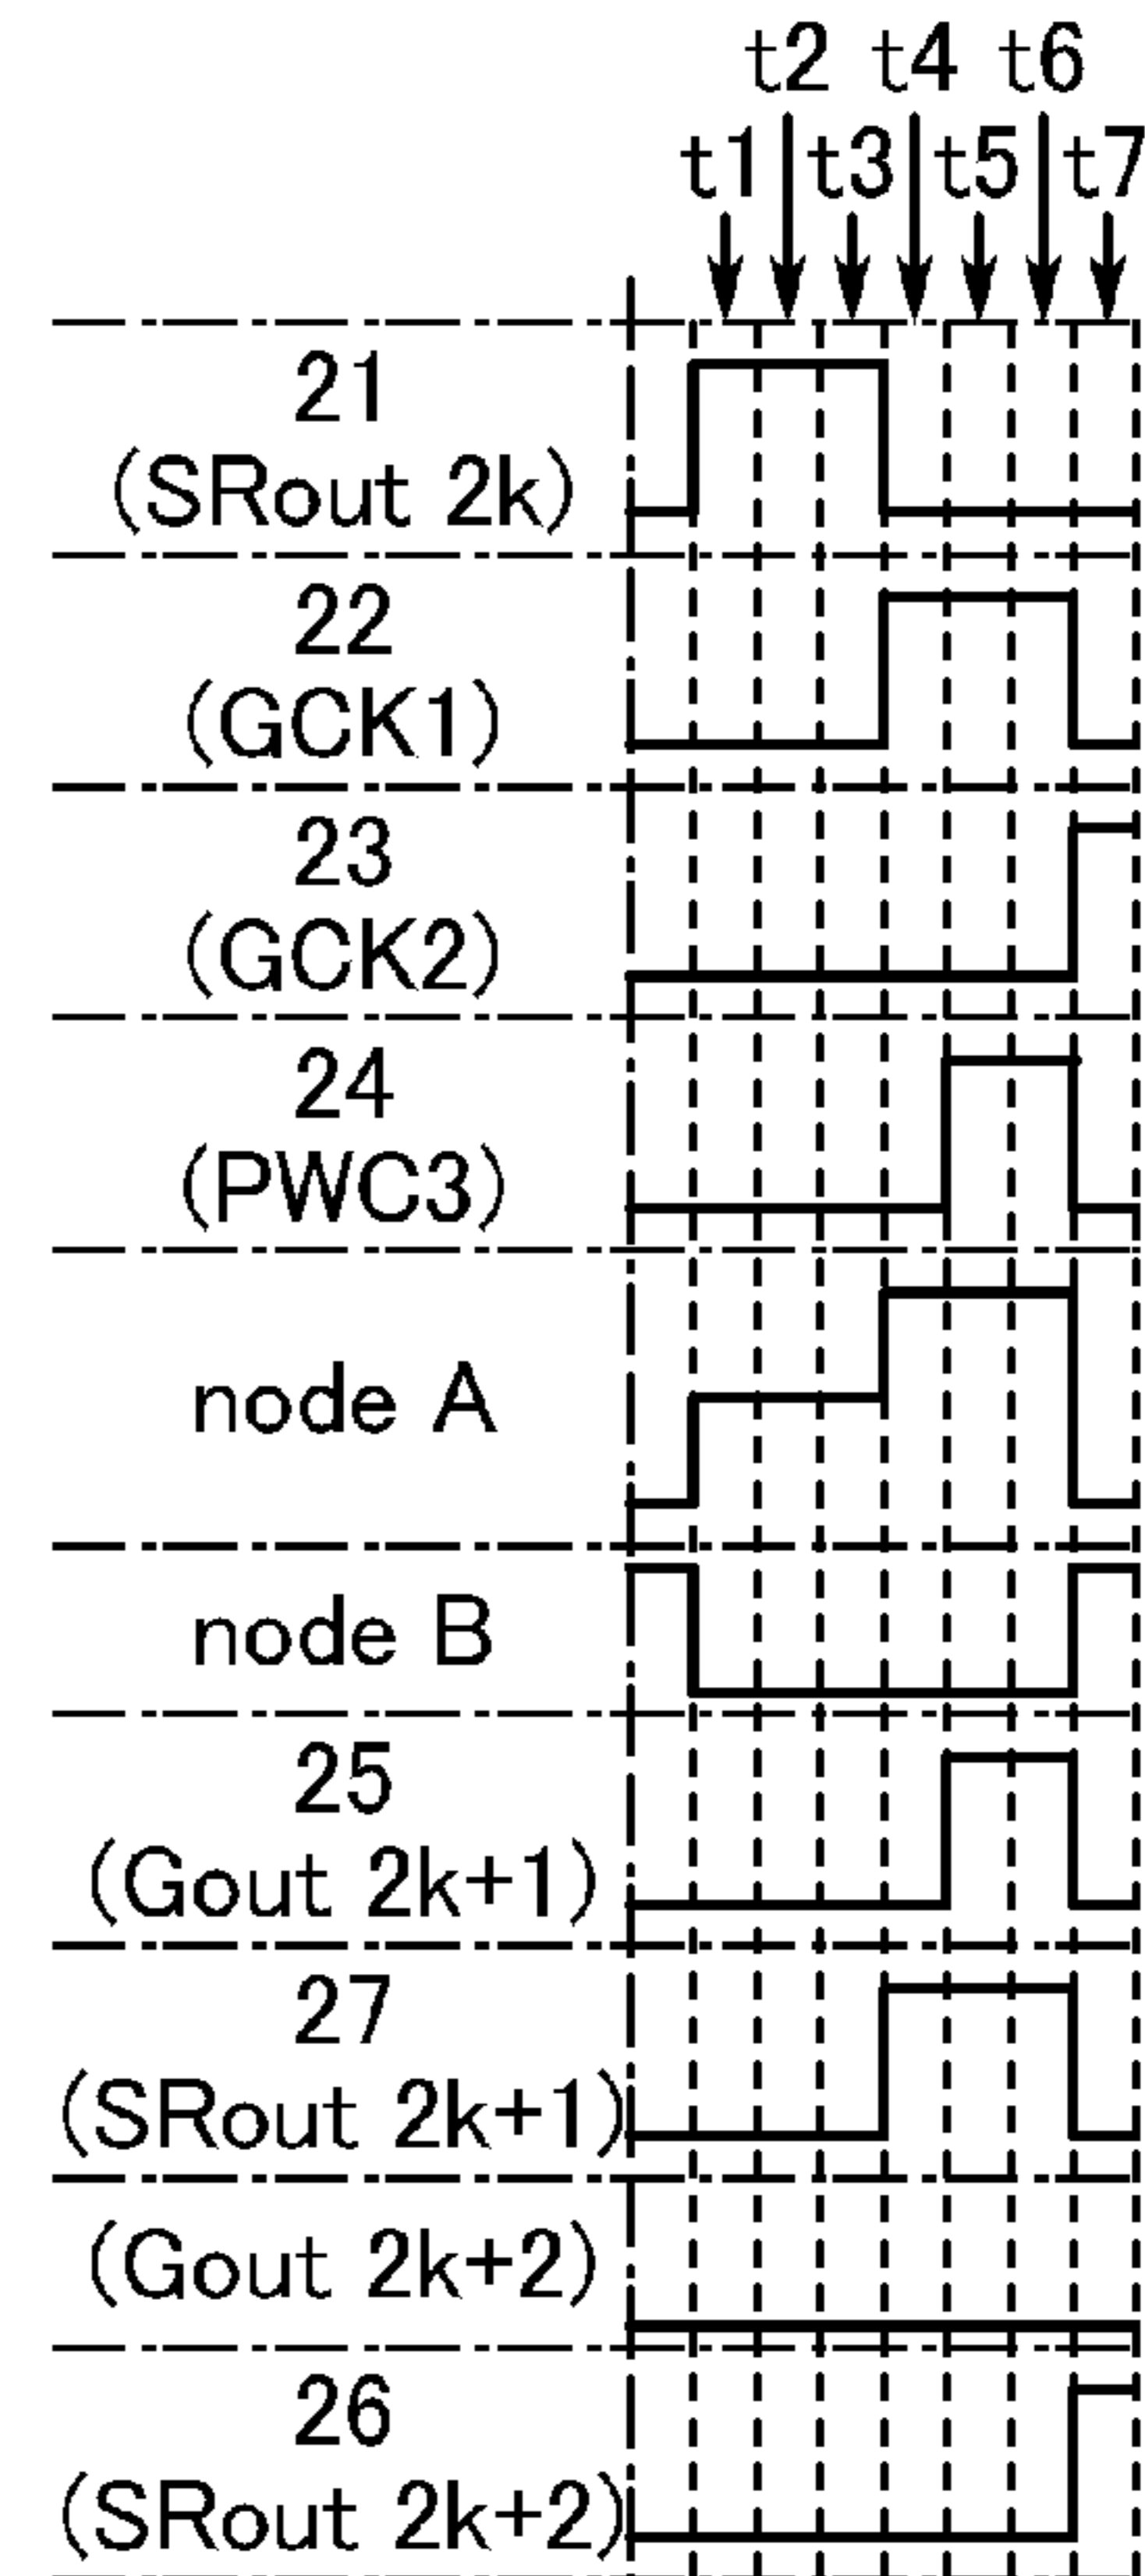 t2 t4 t6
t1 t3 t5 t7
21
(SRout 2k)
22
(GCK1)
23
(GCK2)
24
(PWC3)
node A
node B
25
(Gout 2k+1)
27
(SRout 2k+1)
(Gout 2k+2)
26
(SRout 2k+2)